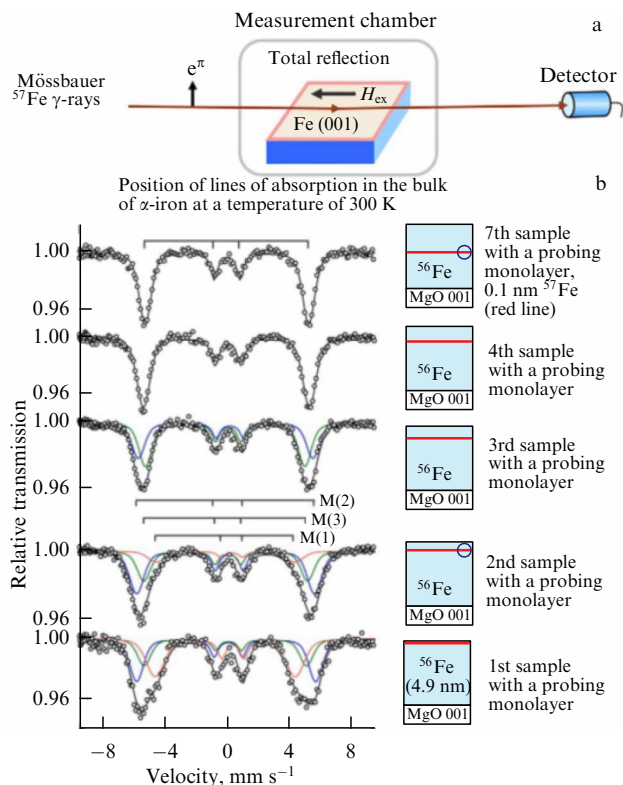 Measurement chamber
a
Total reflection
Mössbauer
⁵⁷Fe γ-rays
e^π
H_ex
Fe (001)
Detector
Position of lines of absorption in the bulk
of α-iron at a temperature of 300 K
b
1.00
0.96
1.00
0.96
1.00
0.96
1.00
0.96
1.00
0.96
Relative transmission
M(2)
M(3)
M(1)
−8
−4
0
4
8
Velocity, mm s⁻¹
⁵⁶Fe
MgO 001
7th sample
with a probing
monolayer,
0.1 nm ⁵⁷Fe
(red line)
⁵⁶Fe
MgO 001
4th sample
with a probing
monolayer
⁵⁶Fe
MgO 001
3rd sample
with a probing
monolayer
⁵⁶Fe
MgO 001
2nd sample
with a probing
monolayer
⁵⁶Fe
(4.9 nm)
MgO 001
1st sample
with a probing
monolayer